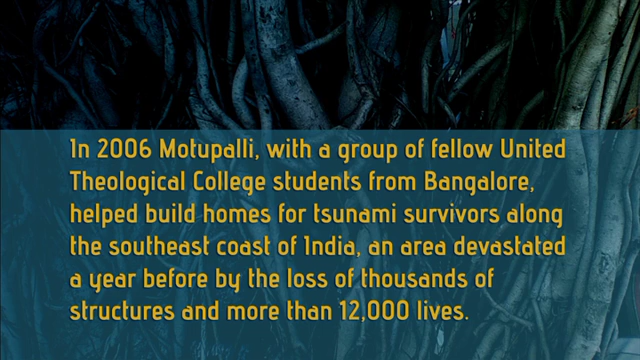 In 2006 Motupalli, with a group of fellow United
Theological College students from Bangalore,
helped build homes for tsunami survivors along
the southeast coast of India, an area devastated
a year before by the loss of thousands of
structures and more than 12,000 lives.